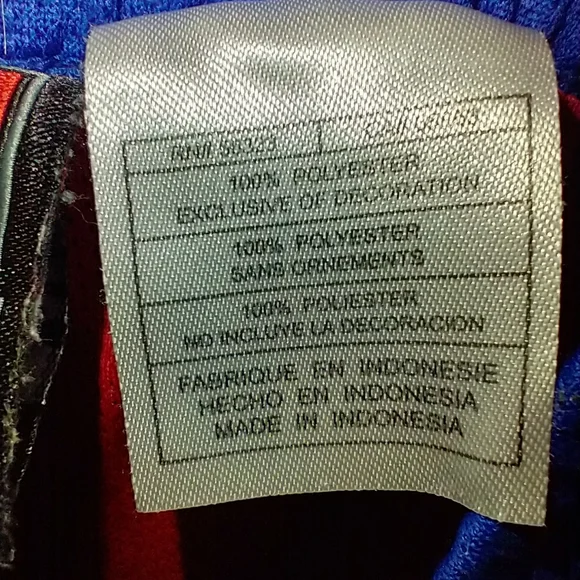 RN# 56323
100% POLYESTER
EXCLUSIVE OF DECORATION
100% POLYESTER
SANS ORNEMENTS
100% POLIESTER
NO INCLUYE LA DECORACION
FABRIQUE EN INDONESIE
HECHO EN INDONESIA
MADE IN INDONESIA